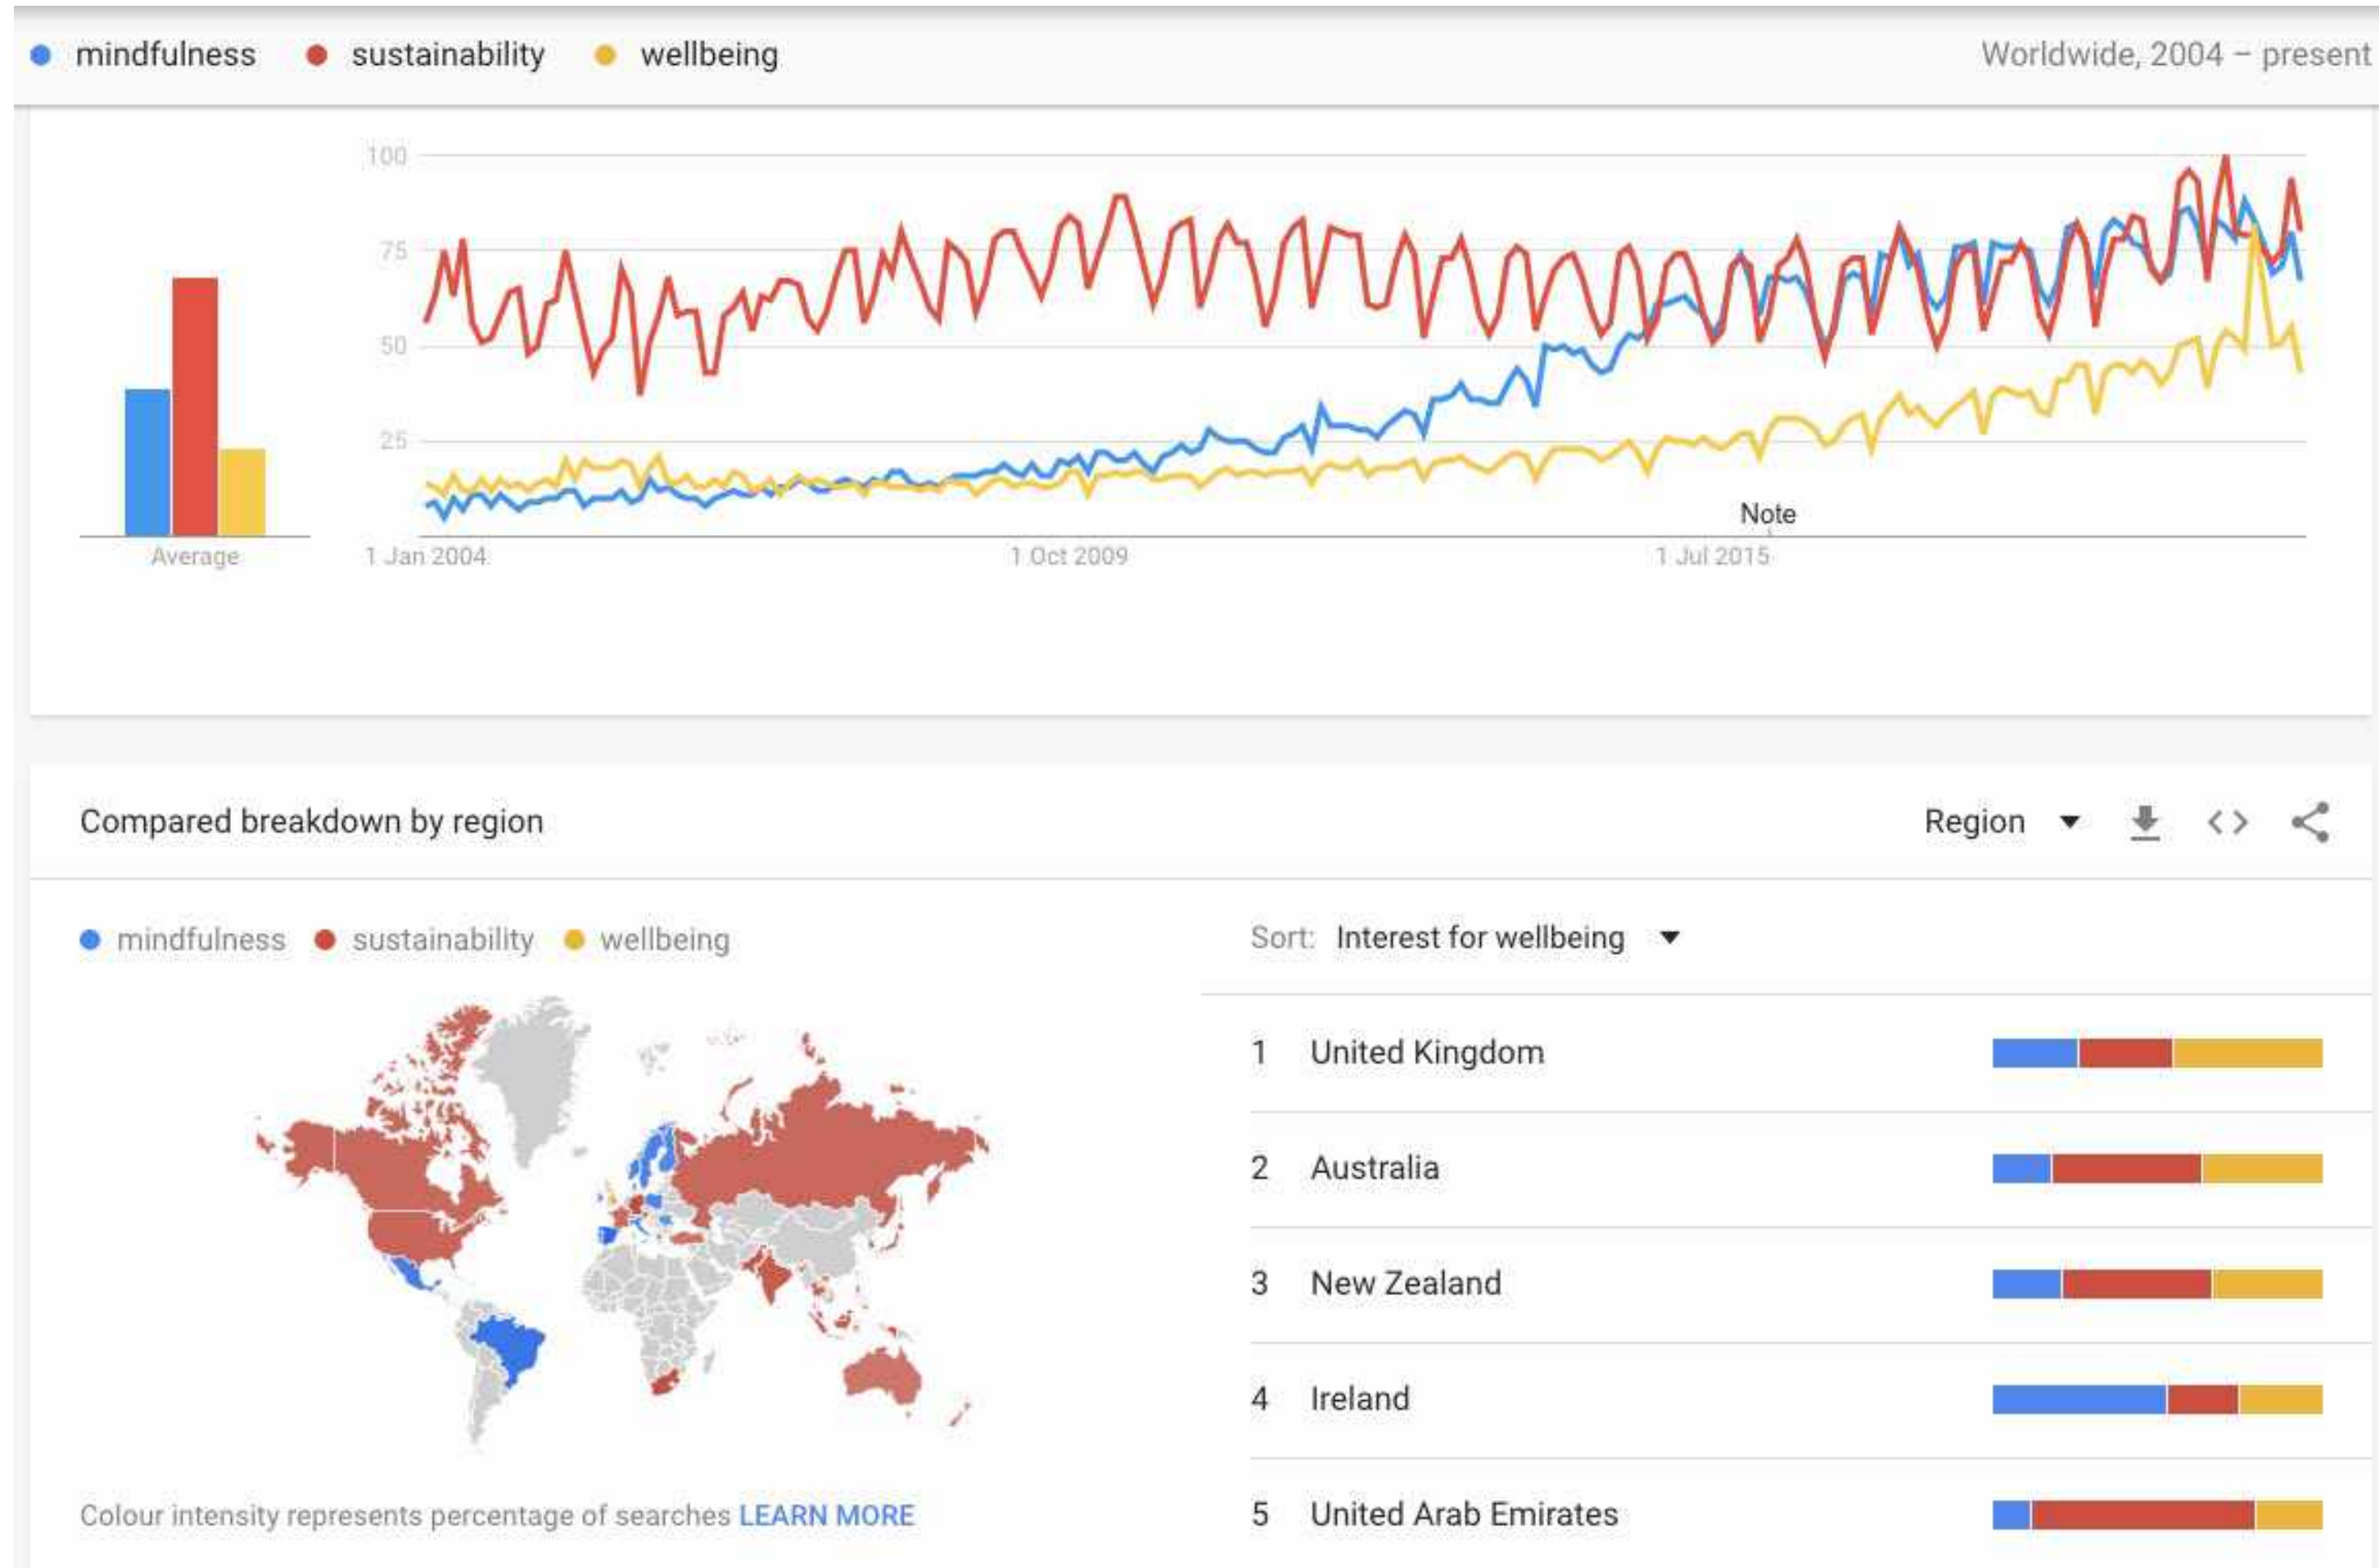 mindfulness sustainability wellbeing Worldwide, 2004 – present
100
75
50
25
Note
Average 1 Jan 2004 1 Oct 2009 1 Jul 2015
Compared breakdown by region Region
mindfulness sustainability wellbeing
Sort: Interest for wellbeing
1 United Kingdom
2 Australia
3 New Zealand
4 Ireland
5 United Arab Emirates
Colour intensity represents percentage of searches LEARN MORE